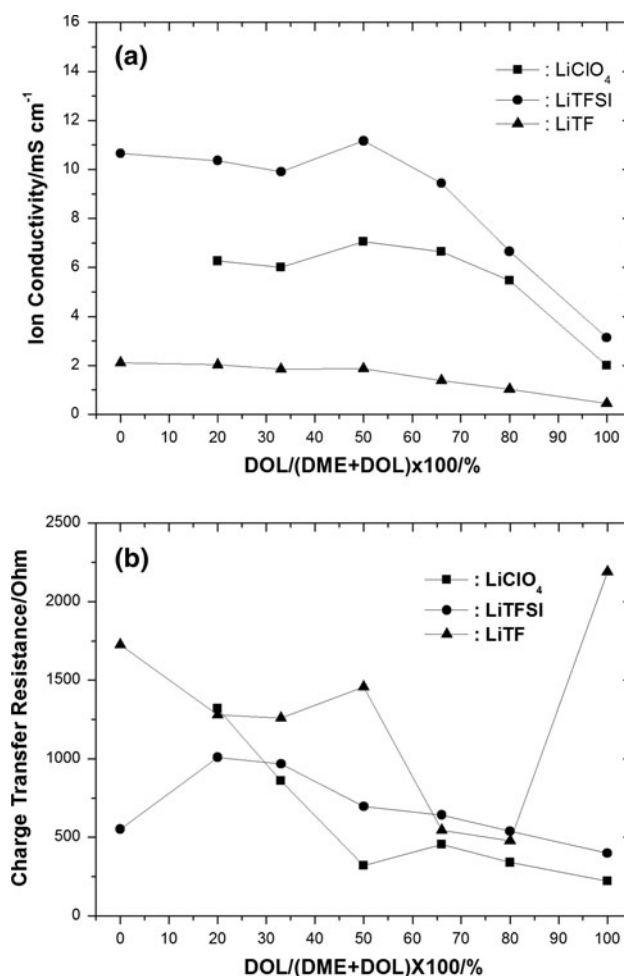 (a)
: LiClO₄
: LiTFSI
: LiTF
Ion Conductivity/mS cm⁻¹
16
14
12
10
8
6
4
2
0
0 10 20 30 40 50 60 70 80 90 100
DOL/(DME+DOL)x100/%
(b)
: LiClO₄
: LiTFSI
: LiTF
Charge Transfer Resistance/Ohm
2500
2000
1500
1000
500
0
0 10 20 30 40 50 60 70 80 90 100
DOL/(DME+DOL)X100/%